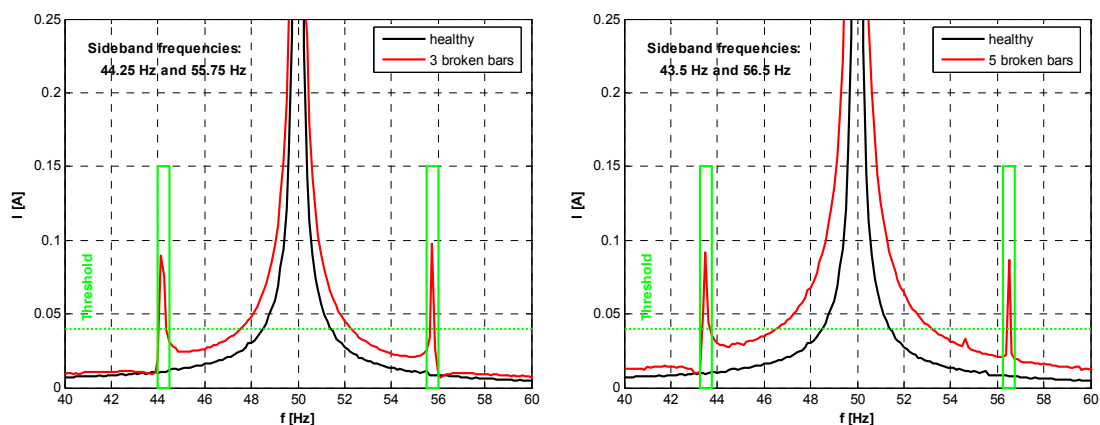 0.25
0.2
0.15
0.1
0.05
0
I [A]
Sideband frequencies:
44.25 Hz and 55.75 Hz
healthy
3 broken bars
Threshold
40 42 44 46 48 50 52 54 56 58 60
f [Hz]
0.25
0.2
0.15
0.1
0.05
0
I [A]
Sideband frequencies:
43.5 Hz and 56.5 Hz
healthy
5 broken bars
Threshold
40 42 44 46 48 50 52 54 56 58 60
f [Hz]